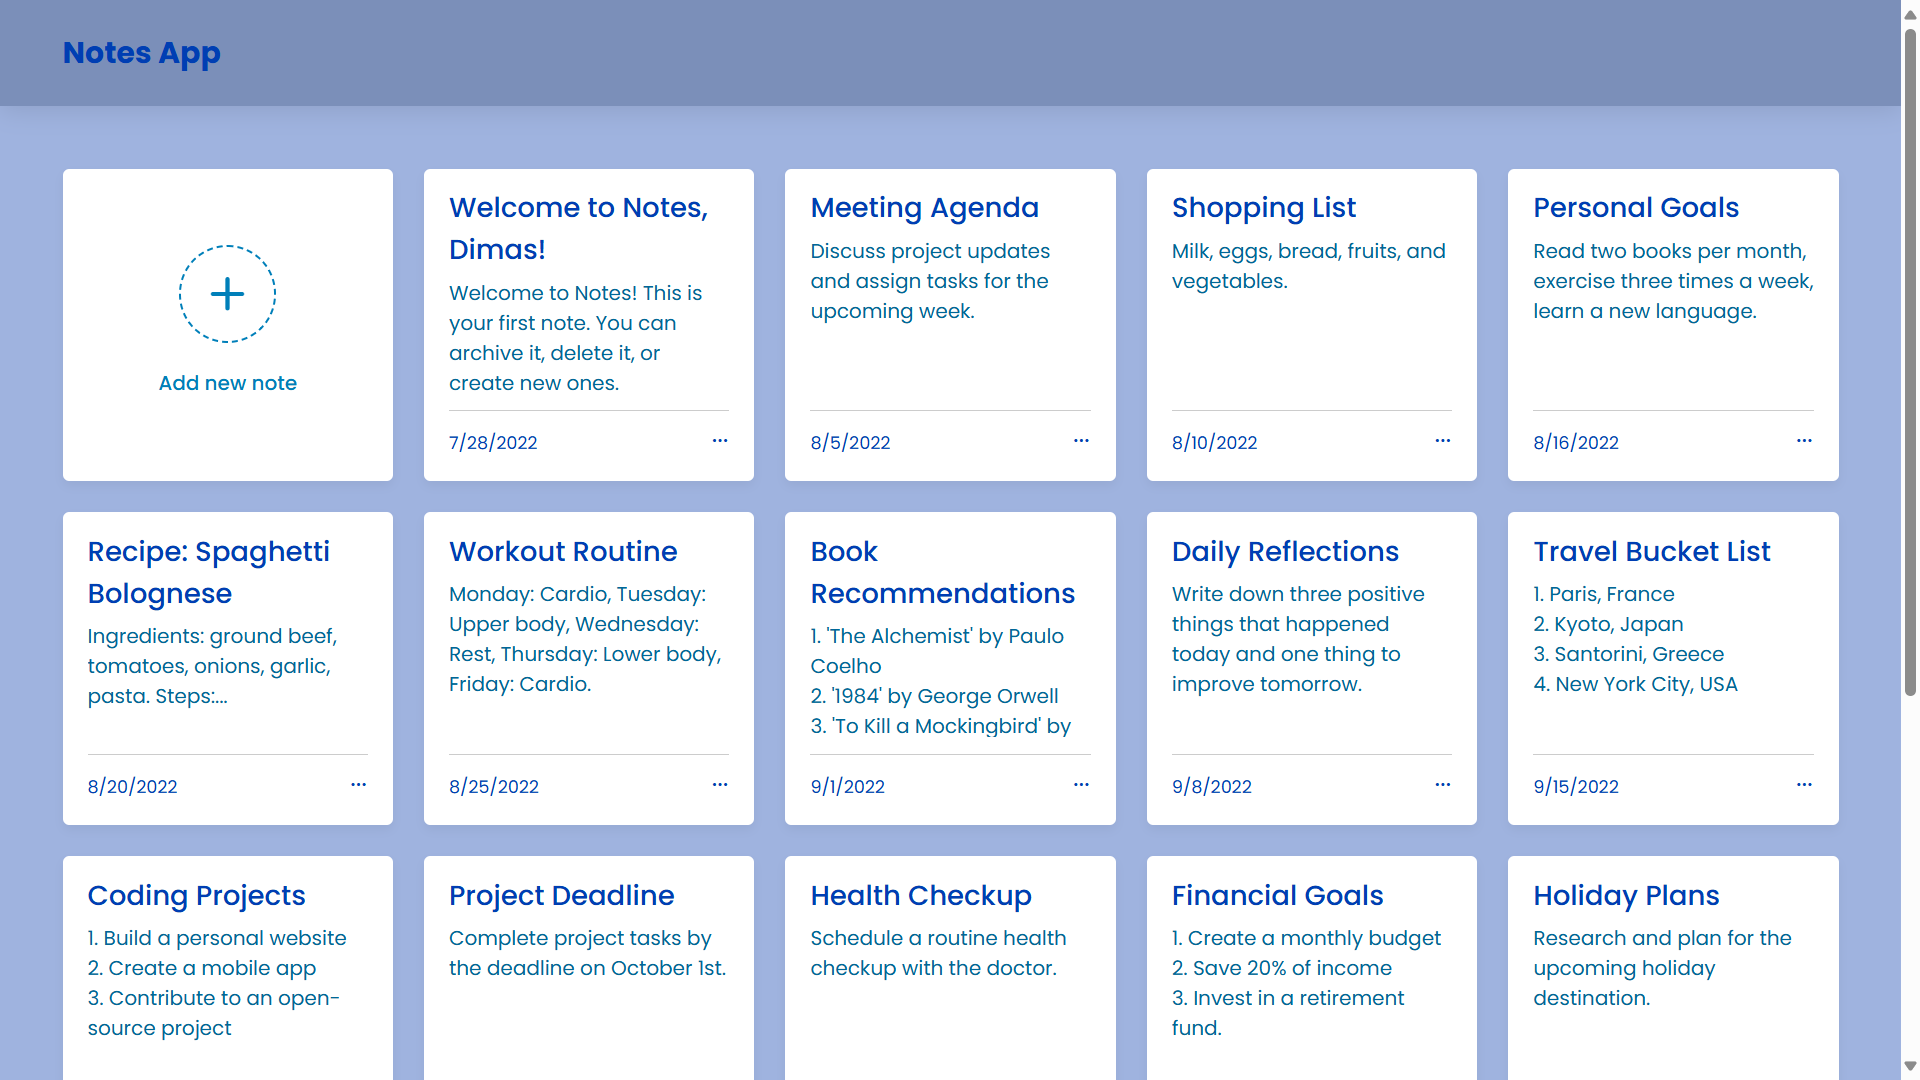 Notes App
Add new note
Welcome to Notes,
Dimas!
Welcome to Notes! This is
your first note. You can
archive it, delete it, or
create new ones.
7/28/2022
Meeting Agenda
Discuss project updates
and assign tasks for the
upcoming week.
8/5/2022
Shopping List
Milk, eggs, bread, fruits, and
vegetables.
8/10/2022
Personal Goals
Read two books per month,
exercise three times a week,
learn a new language.
8/16/2022
Recipe: Spaghetti
Bolognese
Ingredients: ground beef,
tomatoes, onions, garlic,
pasta. Steps:...
8/20/2022
Workout Routine
Monday: Cardio, Tuesday:
Upper body, Wednesday:
Rest, Thursday: Lower body,
Friday: Cardio.
8/25/2022
Book
Recommendations
1. 'The Alchemist' by Paulo
Coelho
2. '1984' by George Orwell
3. 'To Kill a Mockingbird' by
9/1/2022
Daily Reflections
Write down three positive
things that happened
today and one thing to
improve tomorrow.
9/8/2022
Travel Bucket List
1. Paris, France
2. Kyoto, Japan
3. Santorini, Greece
4. New York City, USA
9/15/2022
Coding Projects
1. Build a personal website
2. Create a mobile app
3. Contribute to an open-
source project
Project Deadline
Complete project tasks by
the deadline on October 1st.
Health Checkup
Schedule a routine health
checkup with the doctor.
Financial Goals
1. Create a monthly budget
2. Save 20% of income
3. Invest in a retirement
fund.
Holiday Plans
Research and plan for the
upcoming holiday
destination.